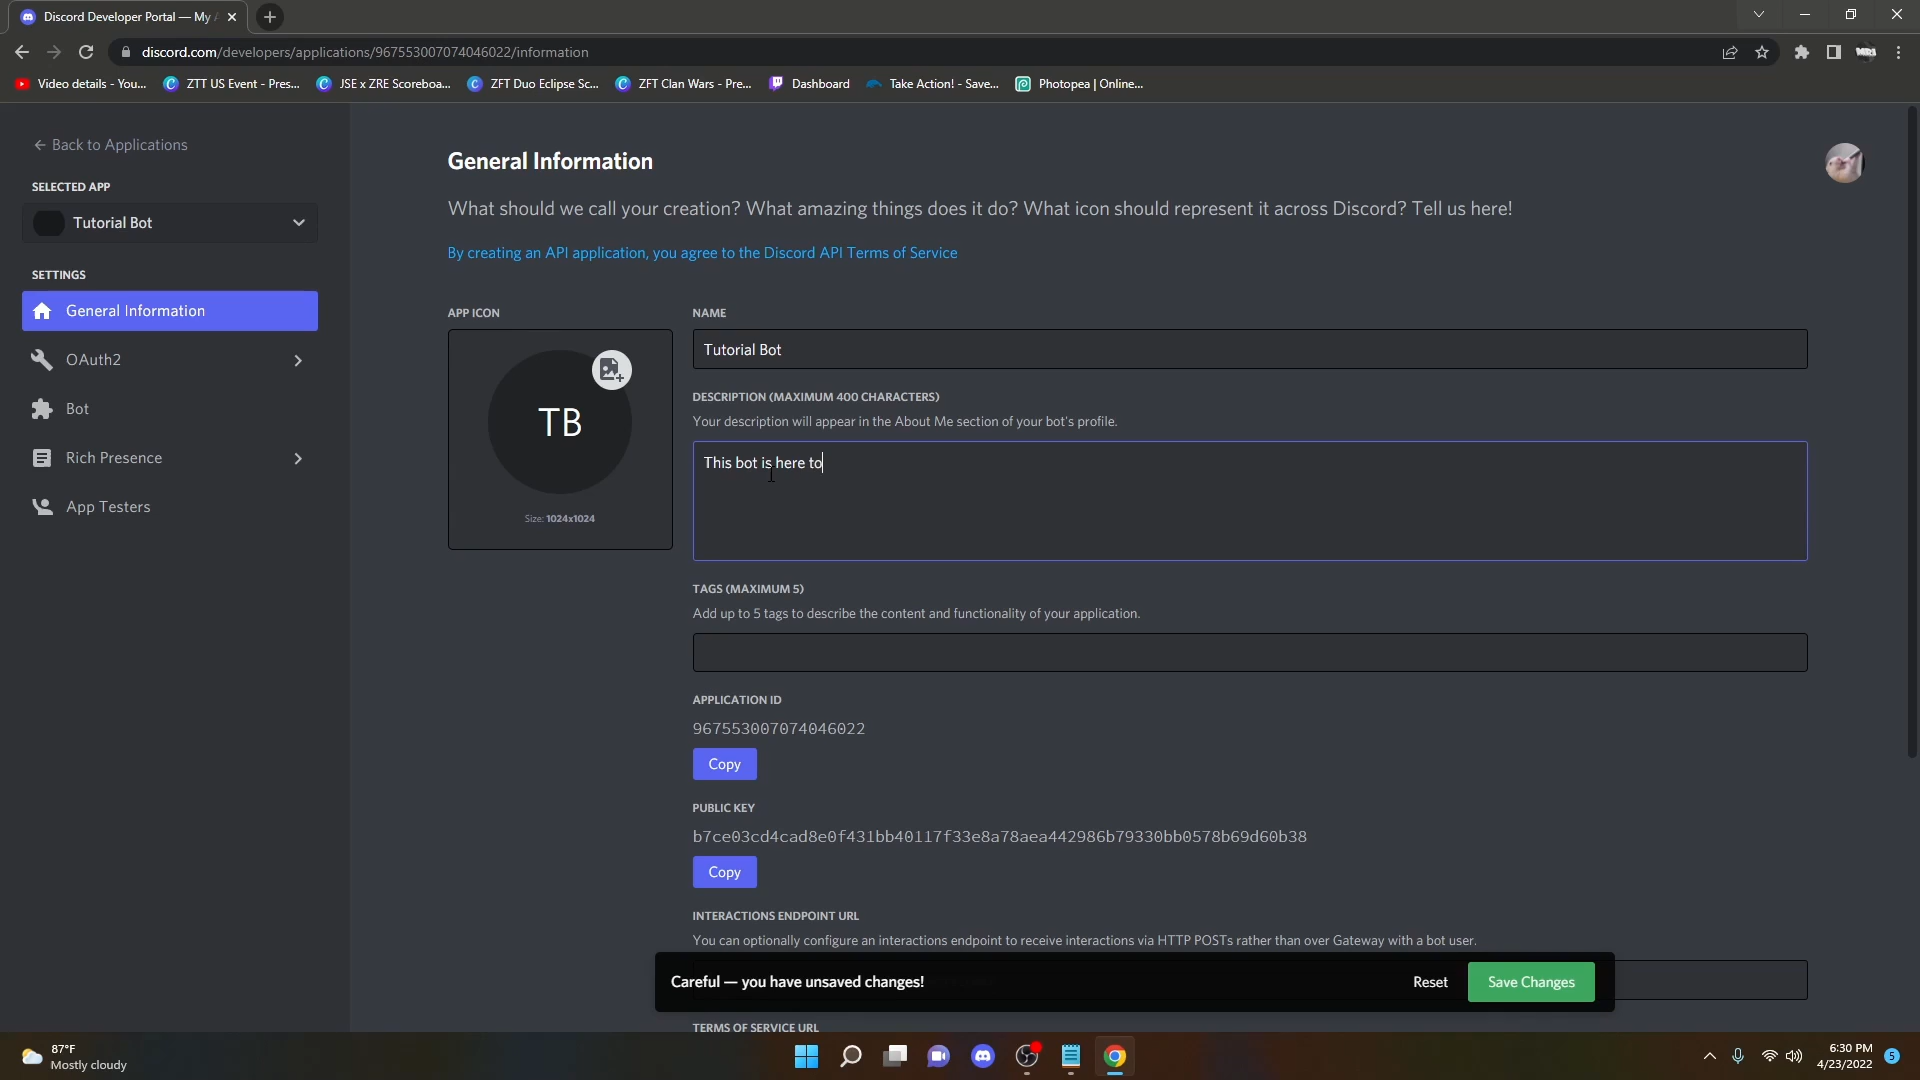 Discord Developer Portal — My A
discord.com/developers/applications/967553007074046022/information
Video details - You...
ZTT US Event - Pres...
JSE x ZRE Scoreboa...
ZFT Duo Eclipse Sc...
ZFT Clan Wars - Pre...
Dashboard
Take Action! - Save...
Photopea | Online...
← Back to Applications
SELECTED APP
Tutorial Bot
SETTINGS
General Information
OAuth2
Bot
Rich Presence
App Testers
General Information
What should we call your creation? What amazing things does it do? What icon should represent it across Discord? Tell us here!
By creating an API application, you agree to the Discord API Terms of Service
APP ICON
TB
Size: 1024x1024
NAME
Tutorial Bot
DESCRIPTION (MAXIMUM 400 CHARACTERS)
Your description will appear in the About Me section of your bot's profile.
This bot is here to
TAGS (MAXIMUM 5)
Add up to 5 tags to describe the content and functionality of your application.
APPLICATION ID
967553007074046022
Copy
PUBLIC KEY
b7ce03cd4cad8e0f431bb40117f33e8a78aea442986b79330bb0578b69d60b38
Copy
INTERACTIONS ENDPOINT URL
You can optionally configure an interactions endpoint to receive interactions via HTTP POSTs rather than over Gateway with a bot user.
Careful — you have unsaved changes!
Reset
Save Changes
TERMS OF SERVICE URL
87°F
Mostly cloudy
6:30 PM
4/23/2022
5